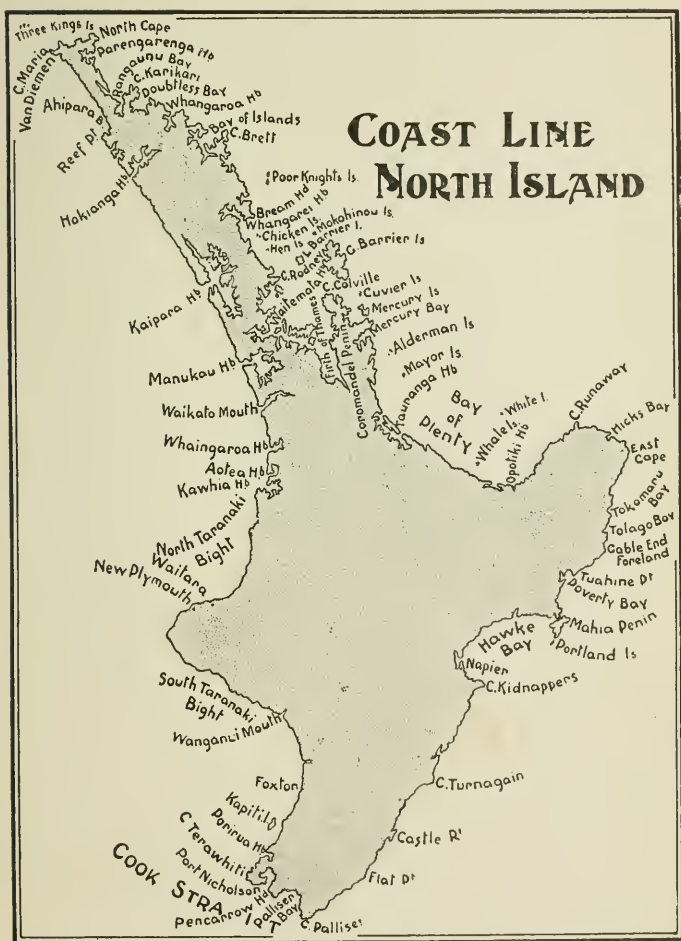 COAST LINE
NORTH ISLAND
Three Kings Is
North Cape
Parengarenga Hb
C. Maria
Van Diemen
Rangaunu Bay
C. Karikari
Doubtless Bay
Whangaroa Hb
Ahipara B.
Bay of Islands
Reef Pt
C. Brett
Hokianga Hb
Poor Knights Is.
Bream Hd
Whangarei Hb
Chicken Is.
Mokohinou Is.
Hen Is.
L. Barrier I.
G. Barrier Is
C. Rodney
Waitemata Hb
C. Colville
Cuvier Is
Kaipara Hb
Firth of Thames
Mercury Is
Mercury Bay
Coromandel Penin
Alderman Is
Manukau Hb
Mayor Is.
Tauranga Hb
Waikato Mouth
Bay
of
Plenty
White I.
Whale Is.
Opotiki Hb
C. Runaway
Hicks Bay
East
Cape
Whaingaroa Hb
Aotea Hb
Kawhia Hb
Tokomaru
Bay
Tolago Bay
Gable End
Foreland
North Taranaki
Bight
Waitara
New Plymouth
Tuahine Pt
Poverty Bay
Mahia Penin
Portland Is
Hawke
Bay
Napier
C. Kidnappers
South Taranaki
Bight
Wanganui Mouth
C. Turnagain
Foxton
Kapiti I.
Porirua Hb
Castle Pt
C Terawhiti
Port Nicholson
Flat Pt
Pencarrow Hd
Palliser
Bay
C. Palliser
COOK STRAIT